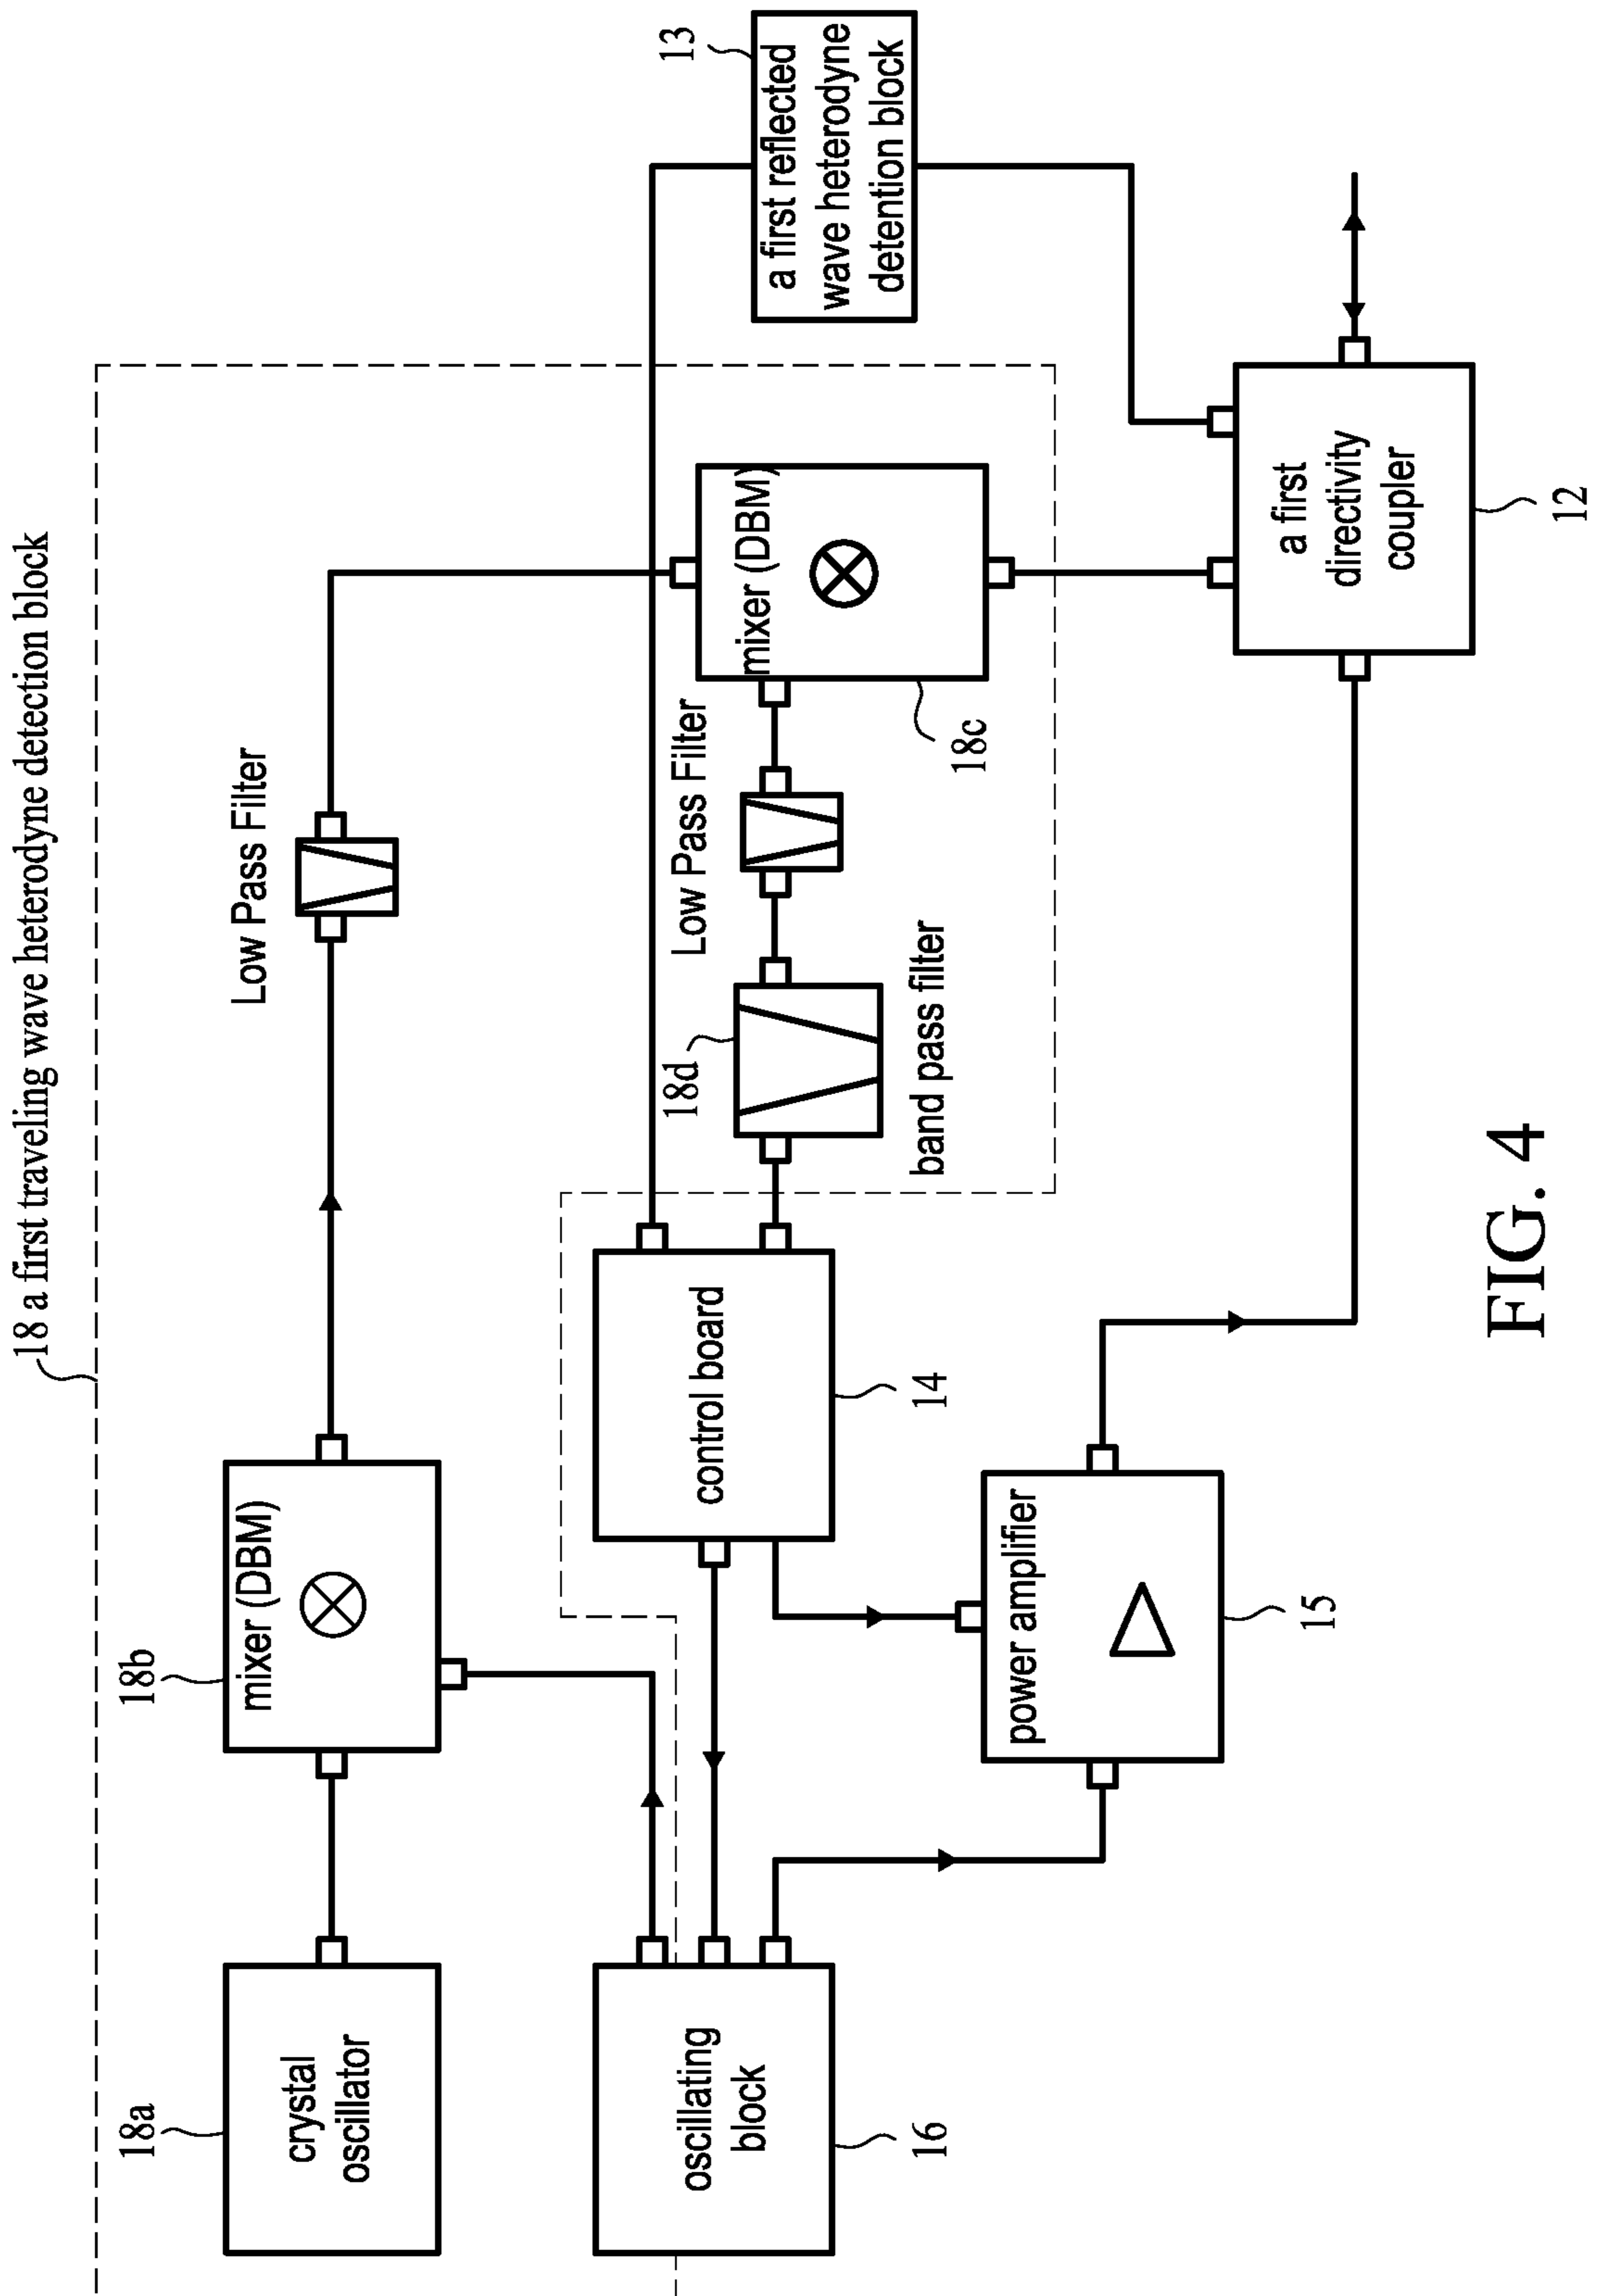 18 a first traveling wave heterodyne detection block
18a
crystal
oscillator
18b
mixer (DBM)
Low Pass Filter
oscillating
block
16
control board
14
18d
band pass filter
Low Pass Filter
mixer (DBM)
18c
13
a first reflected
wave heterodyne
detention block
power amplifier
15
a first
directivity
coupler
12
FIG. 4